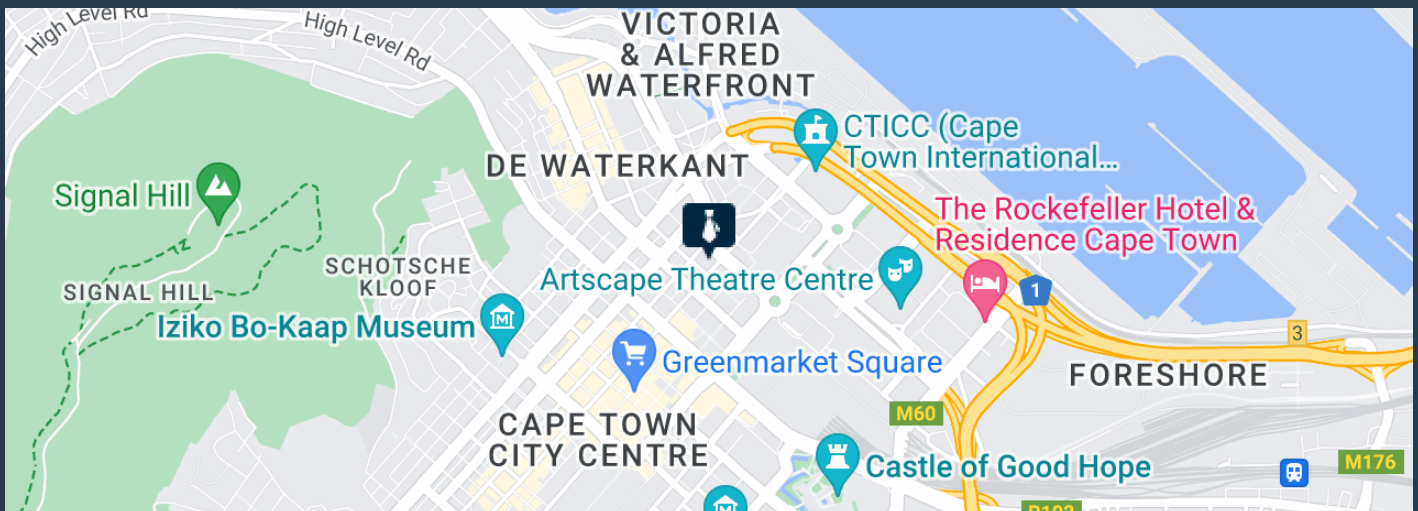 High Level Rd
High Level Rd
VICTORIA
& ALFRED
WATERFRONT
CTICC (Cape
Town International...
DE WATERKANT
Signal Hill
The Rockefeller Hotel &
Residence Cape Town
SCHOTSCHE
KLOOF
Artscape Theatre Centre
SIGNAL HILL
1
Iziko Bo-Kaap Museum
M
3
Greenmarket Square
FORESHORE
M60
CAPE TOWN
CITY CENTRE
Castle of Good Hope
M176
M